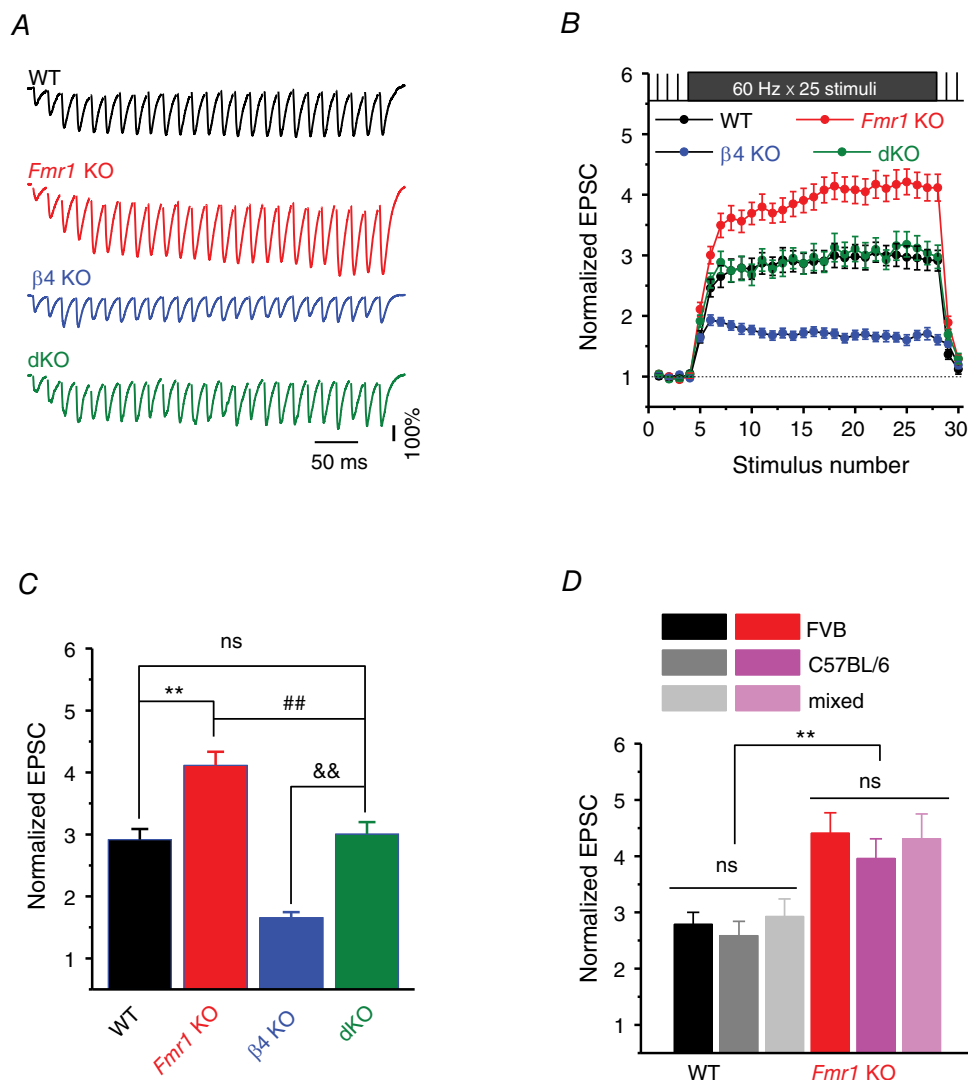 A
WT
Fmr1 KO
β4 KO
dKO
50 ms
100%
B
60 Hz x 25 stimuli
WT
Fmr1 KO
β4 KO
dKO
Normalized EPSC
6
5
4
3
2
1
0 5 10 15 20 25 30
Stimulus number
C
ns
**
##
&&
Normalized EPSC
6
5
4
3
2
1
WT
Fmr1 KO
β4 KO
dKO
D
FVB
C57BL/6
mixed
**
ns
ns
Normalized EPSC
6
5
4
3
2
1
WT
Fmr1 KO